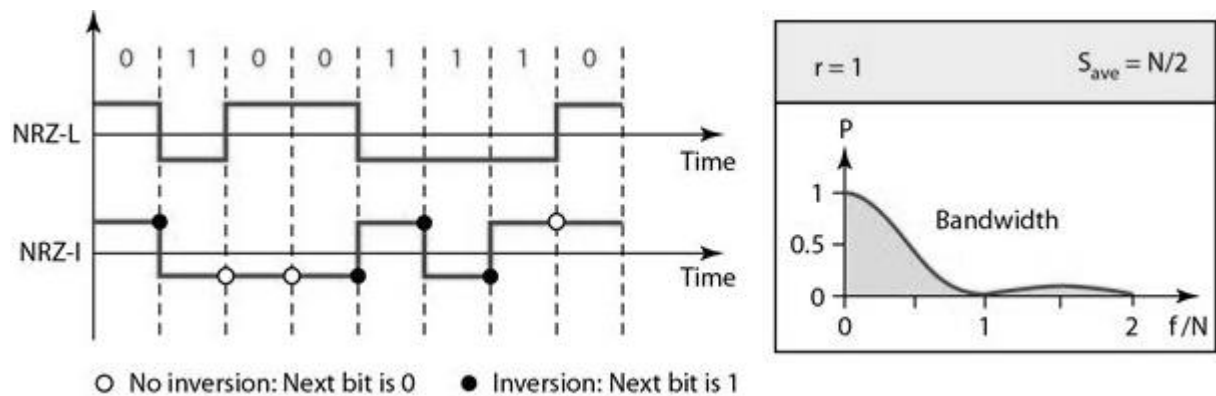 0 1 0 0 1 1 1 0
NRZ-L
Time
NRZ-I
Time
No inversion: Next bit is 0 Inversion: Next bit is 1
r = 1 Save = N/2
P
1
Bandwidth
0.5
0
0 1 2 f/N